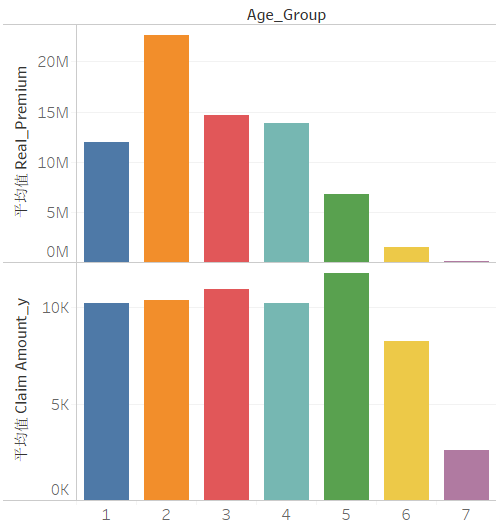 Age_Group
平均值 Real_Premium
20M
15M
10M
5M
0M
平均值 Claim Amount_y
10K
5K
0K
1 2 3 4 5 6 7